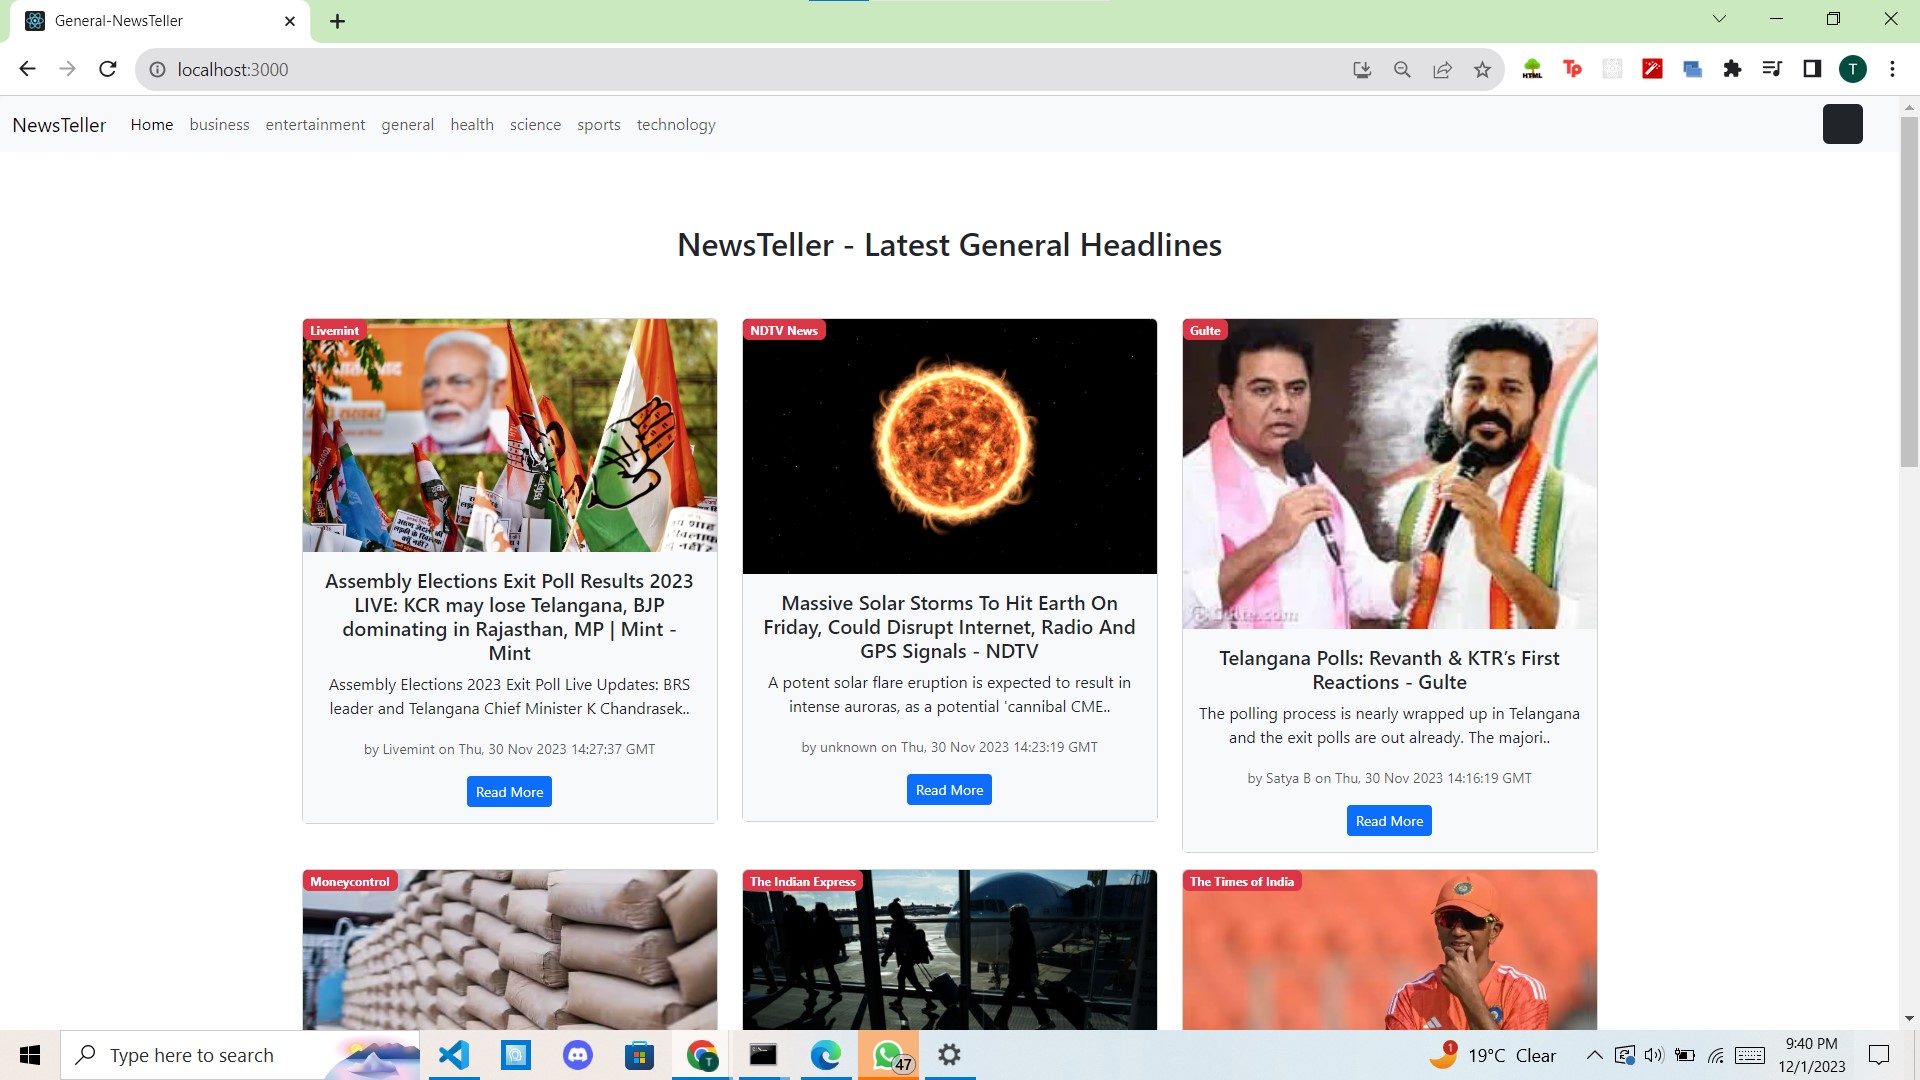 General-NewsTeller
localhost:3000
HTML
Tp
T
NewsTeller Home business entertainment general health science sports technology
NewsTeller - Latest General Headlines
Livemint
NDTV News
Gulte
Gulte.com
Assembly Elections Exit Poll Results 2023
LIVE: KCR may lose Telangana, BJP
dominating in Rajasthan, MP | Mint -
Mint
Assembly Elections 2023 Exit Poll Live Updates: BRS
leader and Telangana Chief Minister K Chandrasek..
by Livemint on Thu, 30 Nov 2023 14:27:37 GMT
Read More
Massive Solar Storms To Hit Earth On
Friday, Could Disrupt Internet, Radio And
GPS Signals - NDTV
A potent solar flare eruption is expected to result in
intense auroras, as a potential 'cannibal CME..
by unknown on Thu, 30 Nov 2023 14:23:19 GMT
Read More
Telangana Polls: Revanth & KTR’s First
Reactions - Gulte
The polling process is nearly wrapped up in Telangana
and the exit polls are out already. The majori..
by Satya B on Thu, 30 Nov 2023 14:16:19 GMT
Read More
Moneycontrol
The Indian Express
The Times of India
Type here to search
T
47
1
19°C Clear
9:40 PM
12/1/2023